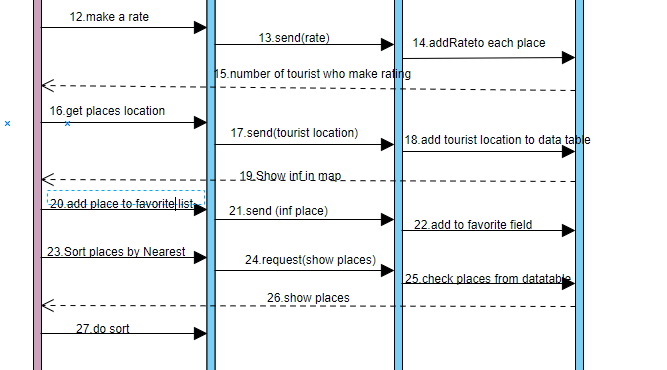 12.make a rate
13.send(rate)
14.addRateto each place
15.number of tourist who make rating
16.get places location
17.send(tourist location)
18.add tourist location to data table
19.Show inf.in map
20.add place to favorite list
21.send (inf place)
22.add to favorite field
23.Sort places by Nearest
24.request(show places)
25.check places from datatable
26.show places
27.do sort